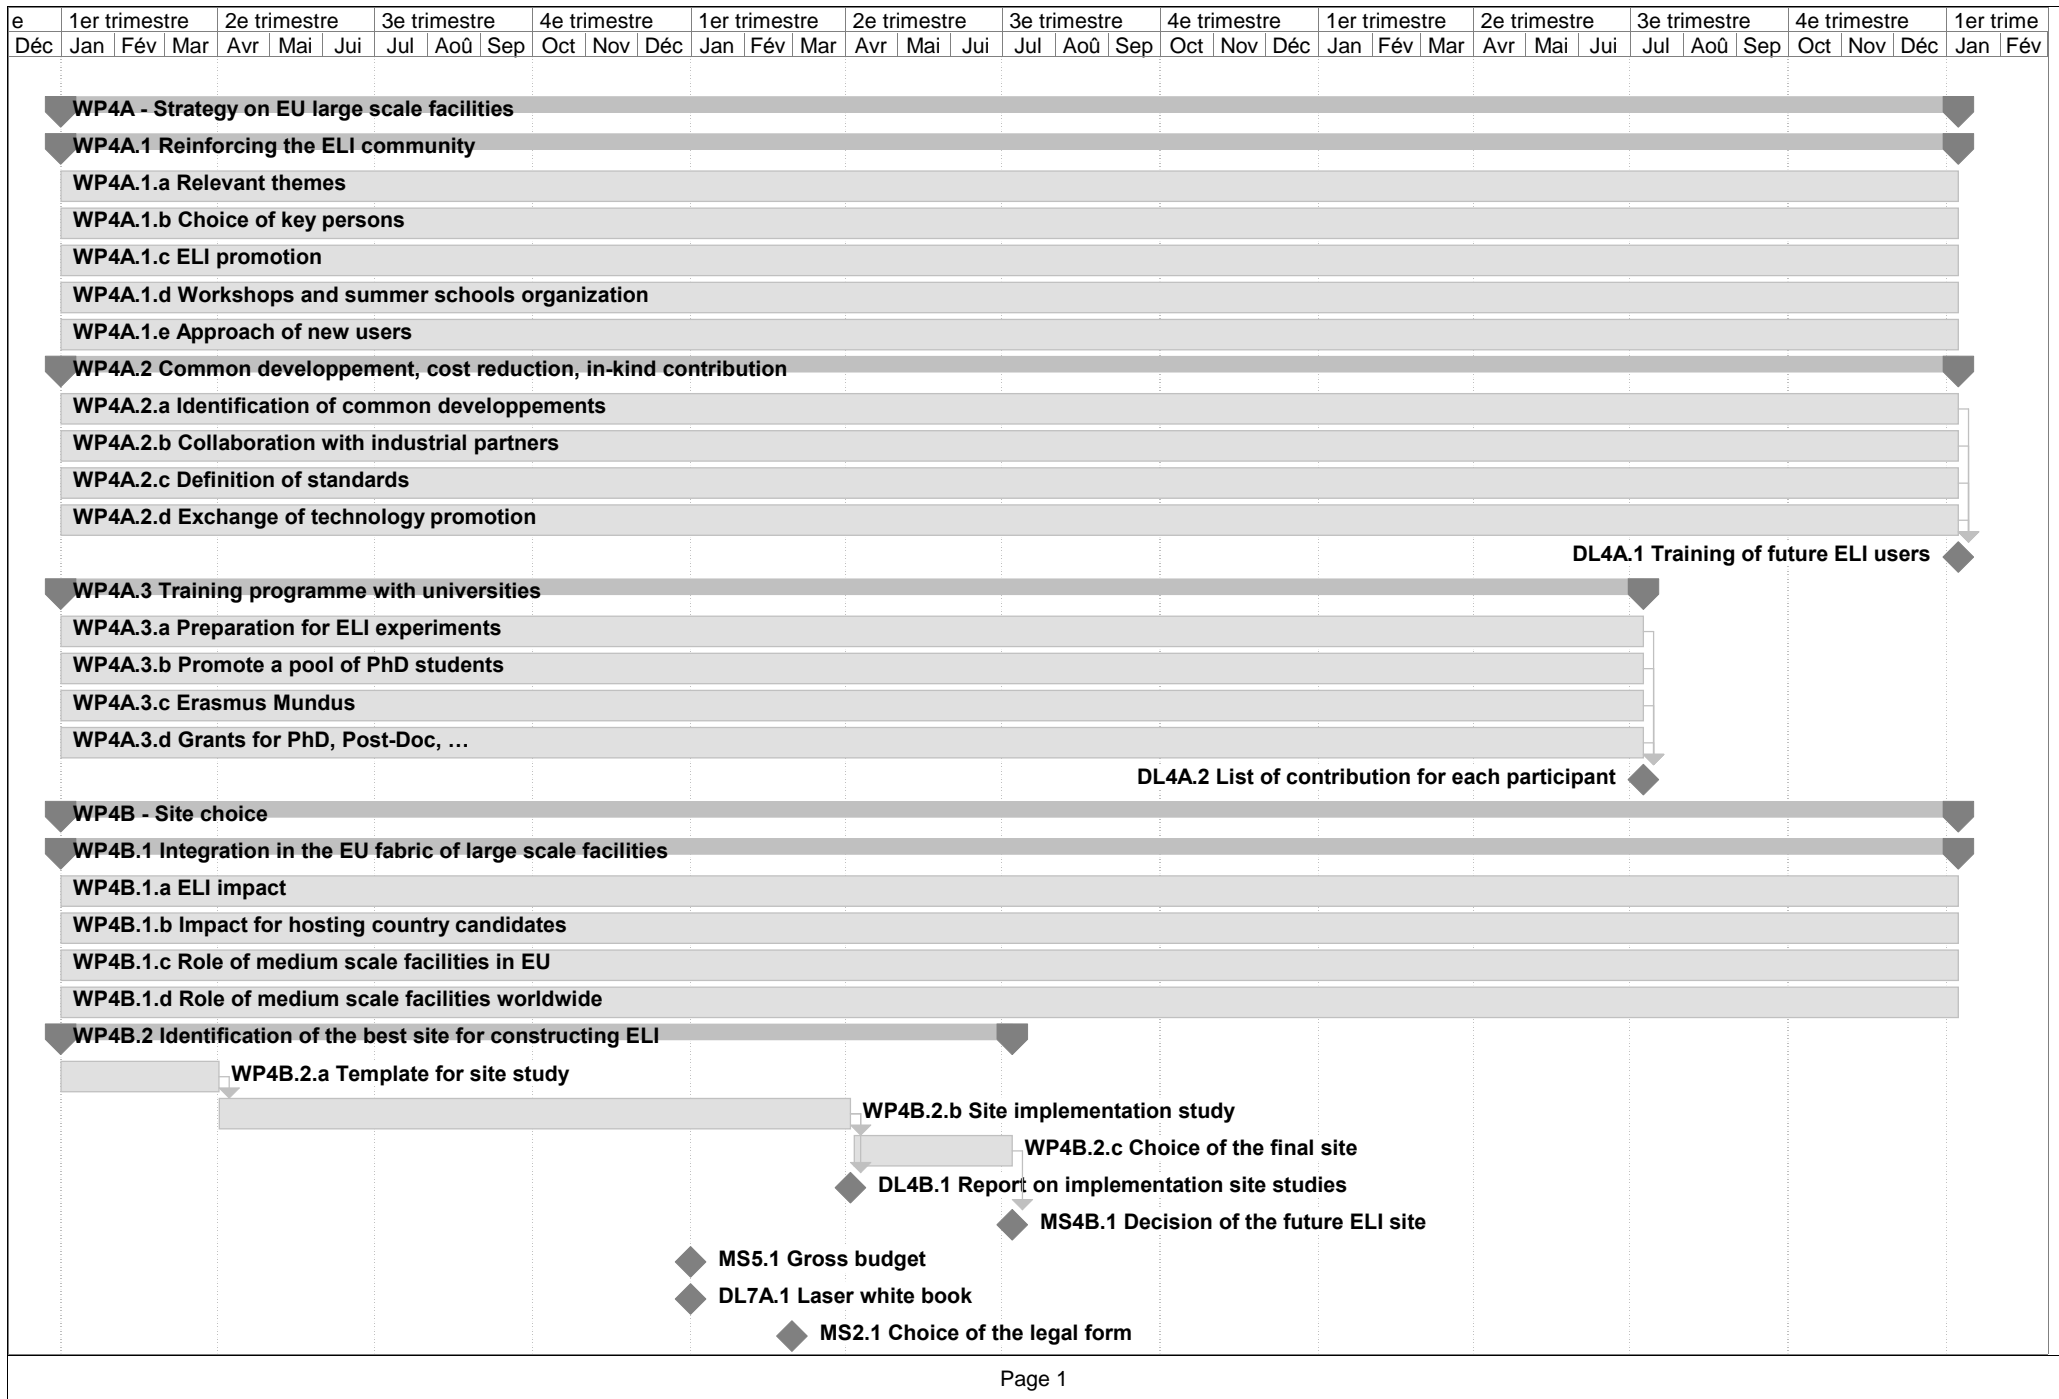 e 1er trimestre 2e trimestre 3e trimestre 4e trimestre 1er trimestre 2e trimestre 3e trimestre 4e trimestre 1er trimestre 2e trimestre 3e trimestre 4e trimestre 1er trime
Déc Jan Fév Mar Avr Mai Jui Jul Aoû Sep Oct Nov Déc Jan Fév Mar Avr Mai Jui Jul Aoû Sep Oct Nov Déc Jan Fév Mar Avr Mai Jui Jul Aoû Sep Oct Nov Déc Jan Fév
WP4A - Strategy on EU large scale facilities
WP4A.1 Reinforcing the ELI community
WP4A.1.a Relevant themes
WP4A.1.b Choice of key persons
WP4A.1.c ELI promotion
WP4A.1.d Workshops and summer schools organization
WP4A.1.e Approach of new users
WP4A.2 Common developpement, cost reduction, in-kind contribution
WP4A.2.a Identification of common developpements
WP4A.2.b Collaboration with industrial partners
WP4A.2.c Definition of standards
WP4A.2.d Exchange of technology promotion
DL4A.1 Training of future ELI users
WP4A.3 Training programme with universities
WP4A.3.a Preparation for ELI experiments
WP4A.3.b Promote a pool of PhD students
WP4A.3.c Erasmus Mundus
WP4A.3.d Grants for PhD, Post-Doc, …
DL4A.2 List of contribution for each participant
WP4B - Site choice
WP4B.1 Integration in the EU fabric of large scale facilities
WP4B.1.a ELI impact
WP4B.1.b Impact for hosting country candidates
WP4B.1.c Role of medium scale facilities in EU
WP4B.1.d Role of medium scale facilities worldwide
WP4B.2 Identification of the best site for constructing ELI
WP4B.2.a Template for site study
WP4B.2.b Site implementation study
WP4B.2.c Choice of the final site
DL4B.1 Report on implementation site studies
MS4B.1 Decision of the future ELI site
MS5.1 Gross budget
DL7A.1 Laser white book
MS2.1 Choice of the legal form
Page 1